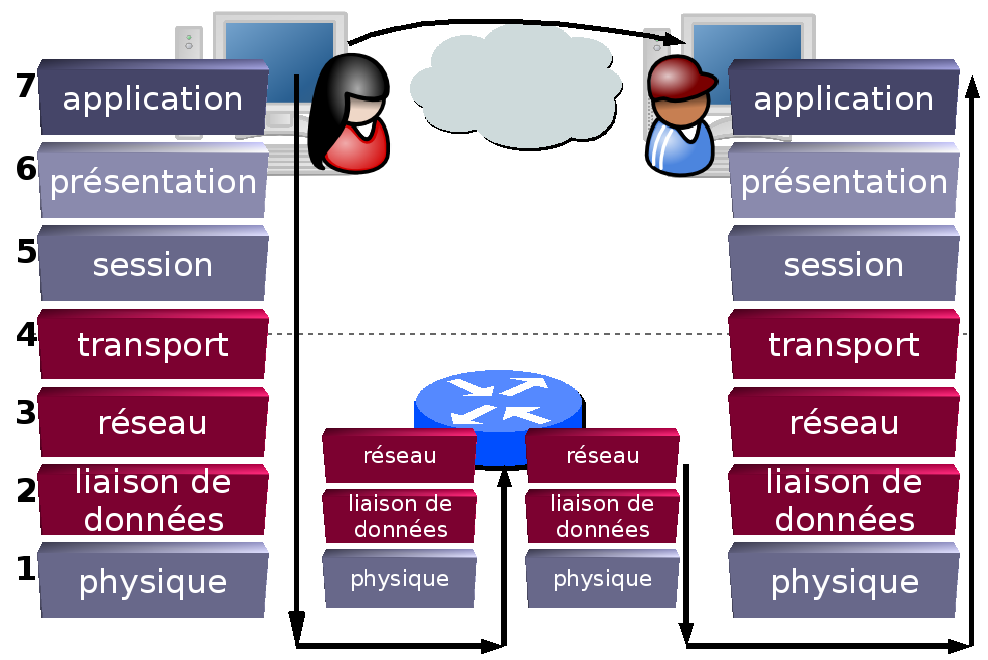 7 application
6 présentation
5 session
4 transport
3 réseau
2 liaison de
données
1 physique
réseau
liaison de
données
physique
réseau
liaison de
données
physique
application
présentation
session
transport
réseau
liaison de
données
physique